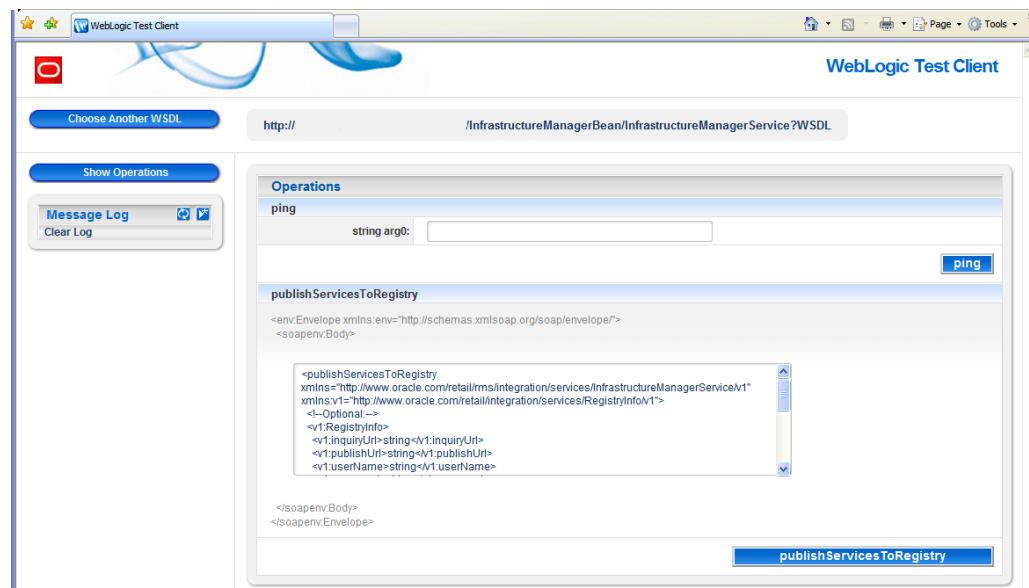 WebLogic Test Client
Page
Tools
WebLogic Test Client
Choose Another WSDL
http:// /InfrastructureManagerBean/InfrastructureManagerService?WSDL
Show Operations
Message Log
Clear Log
Operations
ping
string arg0:
ping
publishServicesToRegistry
<env:Envelope xmlns:env="http://schemas.xmlsoap.org/soap/envelope/">
<soapenv:Body>
<publishServicesToRegistry
xmlns="http://www.oracle.com/retail/rms/integration/services/InfrastructureManagerService/v1"
xmlns:v1="http://www.oracle.com/retail/integration/services/RegistryInfo/v1">
<!--Optional:-->
<v1:RegistryInfo>
<v1:inquiryUrl>string</v1:inquiryUrl>
<v1:publishUrl>string</v1:publishUrl>
<v1:userName>string</v1:userName>
</soapenv:Body>
</soapenv:Envelope>
publishServicesToRegistry